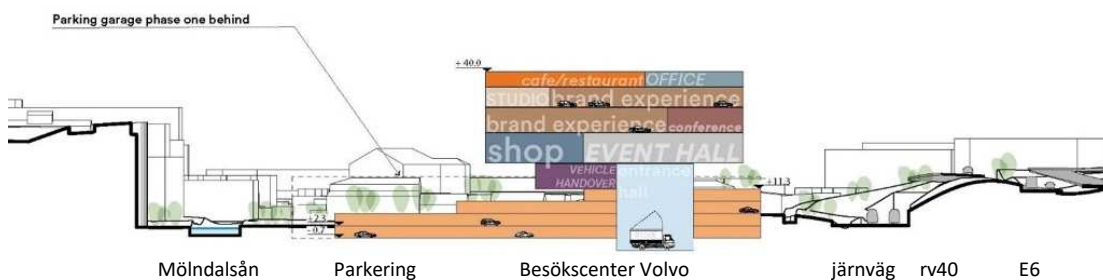 Parking garage phase one behind
+ 40.0
cafe/restaurant OFFICE
STUDIO brand experience
brand experience conference
shop EVENT HALL
VEHICLE HANDOVER
entrance hall
+11.3
+2.3
-0.7
Mölndalsån Parkering Besökscenter Volvo järnväg rv40 E6